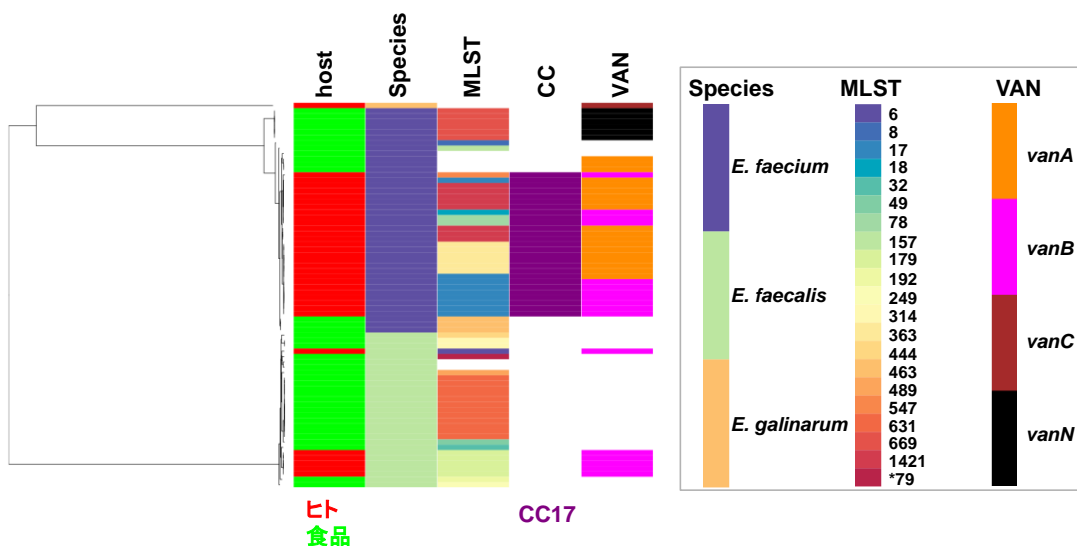 host
Species
MLST
CC
VAN
ヒト
食品
CC17
Species
E. faecium
E. faecalis
E. galinarum
MLST
6
8
17
18
32
49
78
157
179
192
249
314
363
444
463
489
547
631
669
1421
*79
VAN
vanA
vanB
vanC
vanN